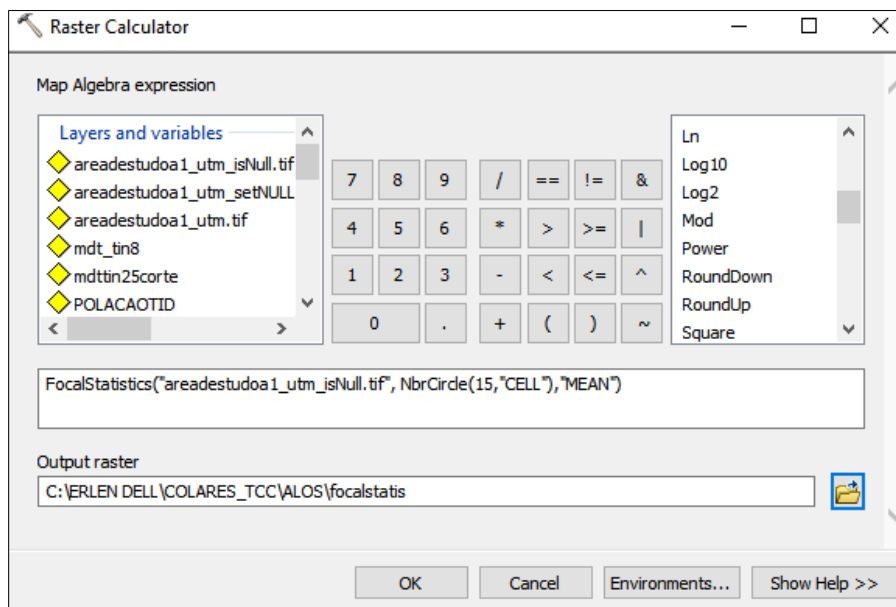 Raster Calculator
Map Algebra expression
Layers and variables
areadestudoa1_utm_isNull.tif
areadestudoa1_utm_setNULL
areadestudoa1_utm.tif
mdt_tin8
mdttin25corte
POLACAOTID
7 8 9 / == != &
4 5 6 * > >= |
1 2 3 - < <= ^
0 . + ( ) ~
Ln
Log10
Log2
Mod
Power
RoundDown
RoundUp
Square
FocalStatistics("areadestudoa1_utm_isNull.tif", NbrCircle(15,"CELL"),"MEAN")
Output raster
C:\ERLEN DELL\COLARES_TCC\ALOS\focalstatis
OK Cancel Environments... Show Help >>